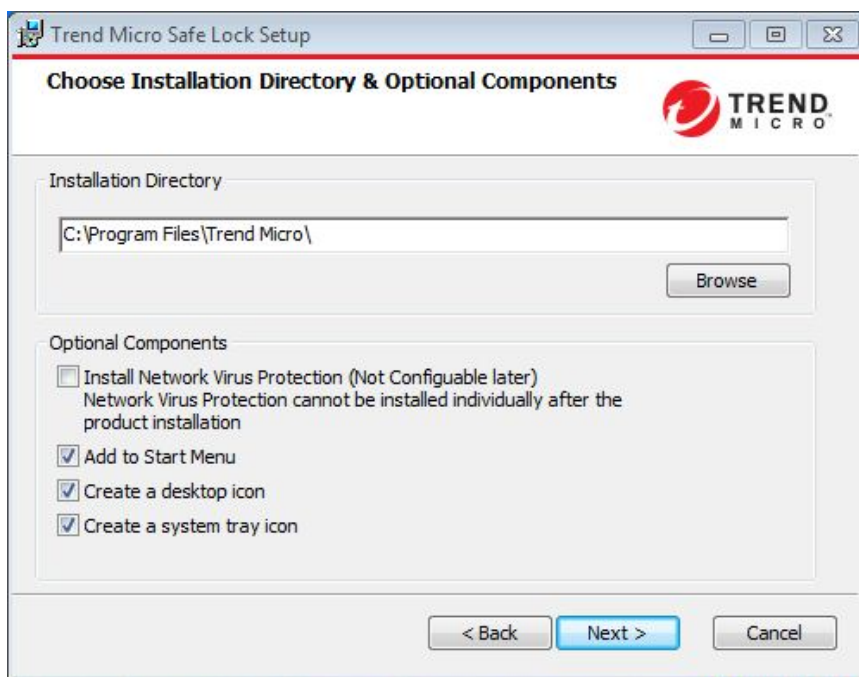 Trend Micro Safe Lock Setup
Choose Installation Directory & Optional Components
TREND
MICRO
Installation Directory
C:\Program Files\Trend Micro\
Browse
Optional Components
Install Network Virus Protection (Not Configuable later)
Network Virus Protection cannot be installed individually after the
product installation
Add to Start Menu
Create a desktop icon
Create a system tray icon
< Back
Next >
Cancel